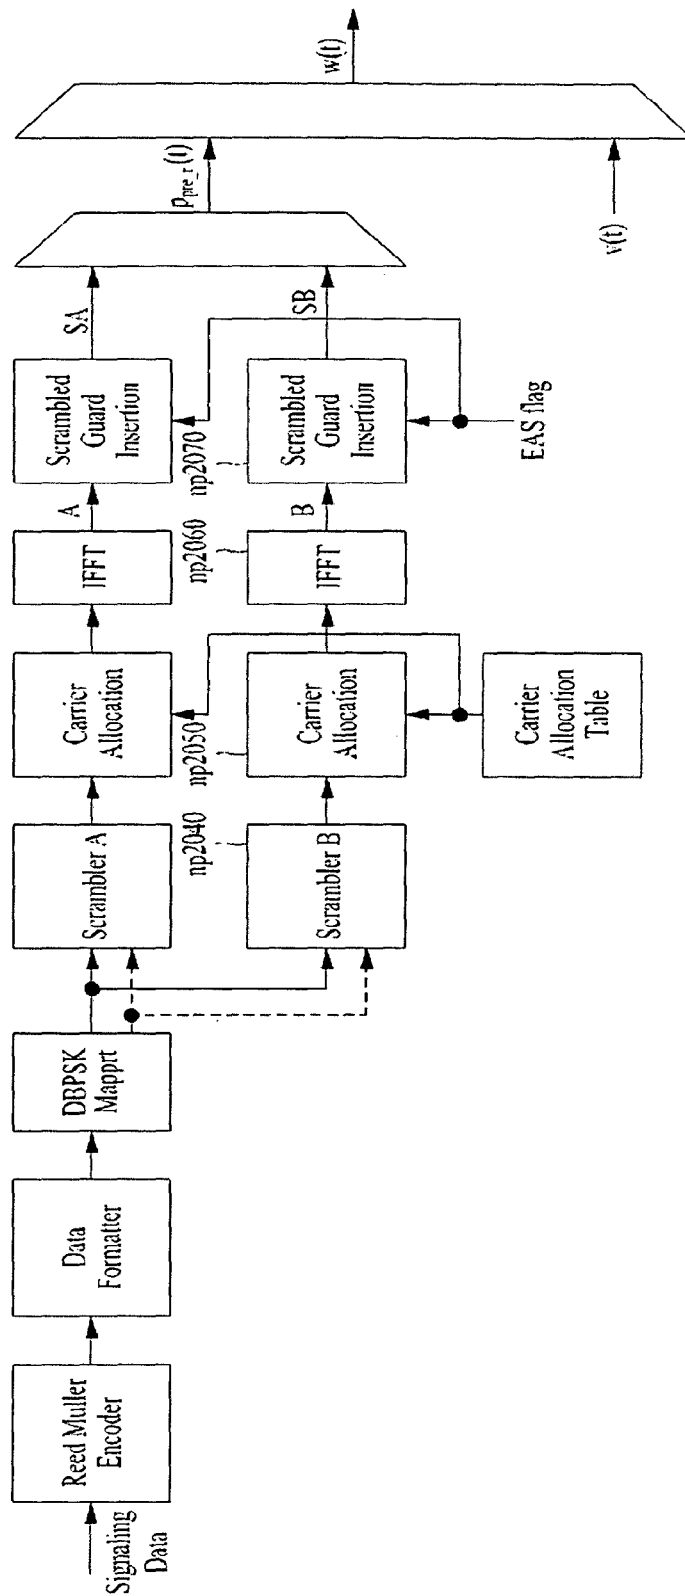 Signaling
Data
Reed Muller
Encoder
Data
Formatter
DBPSK
Mapprt
Scrambler A
Carrier
Allocation
IFFT
A
Scrambled
Guard
Insertion
SA
Ppre_r(t)
w(t)
np2040
np2050
np2060
np2070
Scrambler B
Carrier
Allocation
IFFT
B
Scrambled
Guard
Insertion
SB
v(t)
Carrier
Allocation
Table
EAS flag